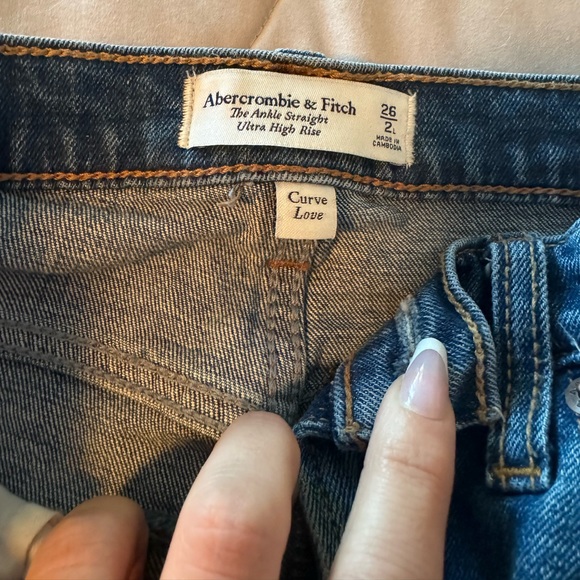 Abercrombie & Fitch
The Ankle Straight
Ultra High Rise
26
2L
MADE IN
CAMBODIA
Curve
Love